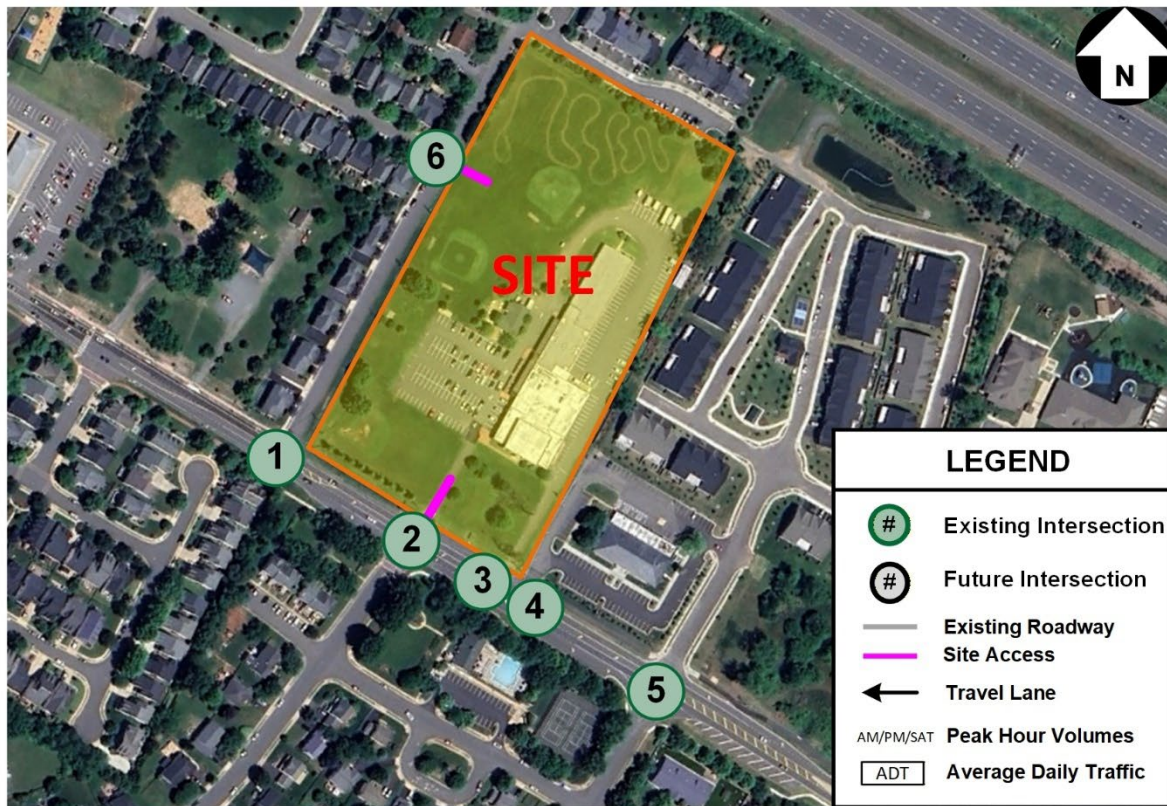 N
6
SITE
1
2
3
4
5
LEGEND
# Existing Intersection
# Future Intersection
Existing Roadway
Site Access
Travel Lane
AM/PM/SAT Peak Hour Volumes
ADT Average Daily Traffic